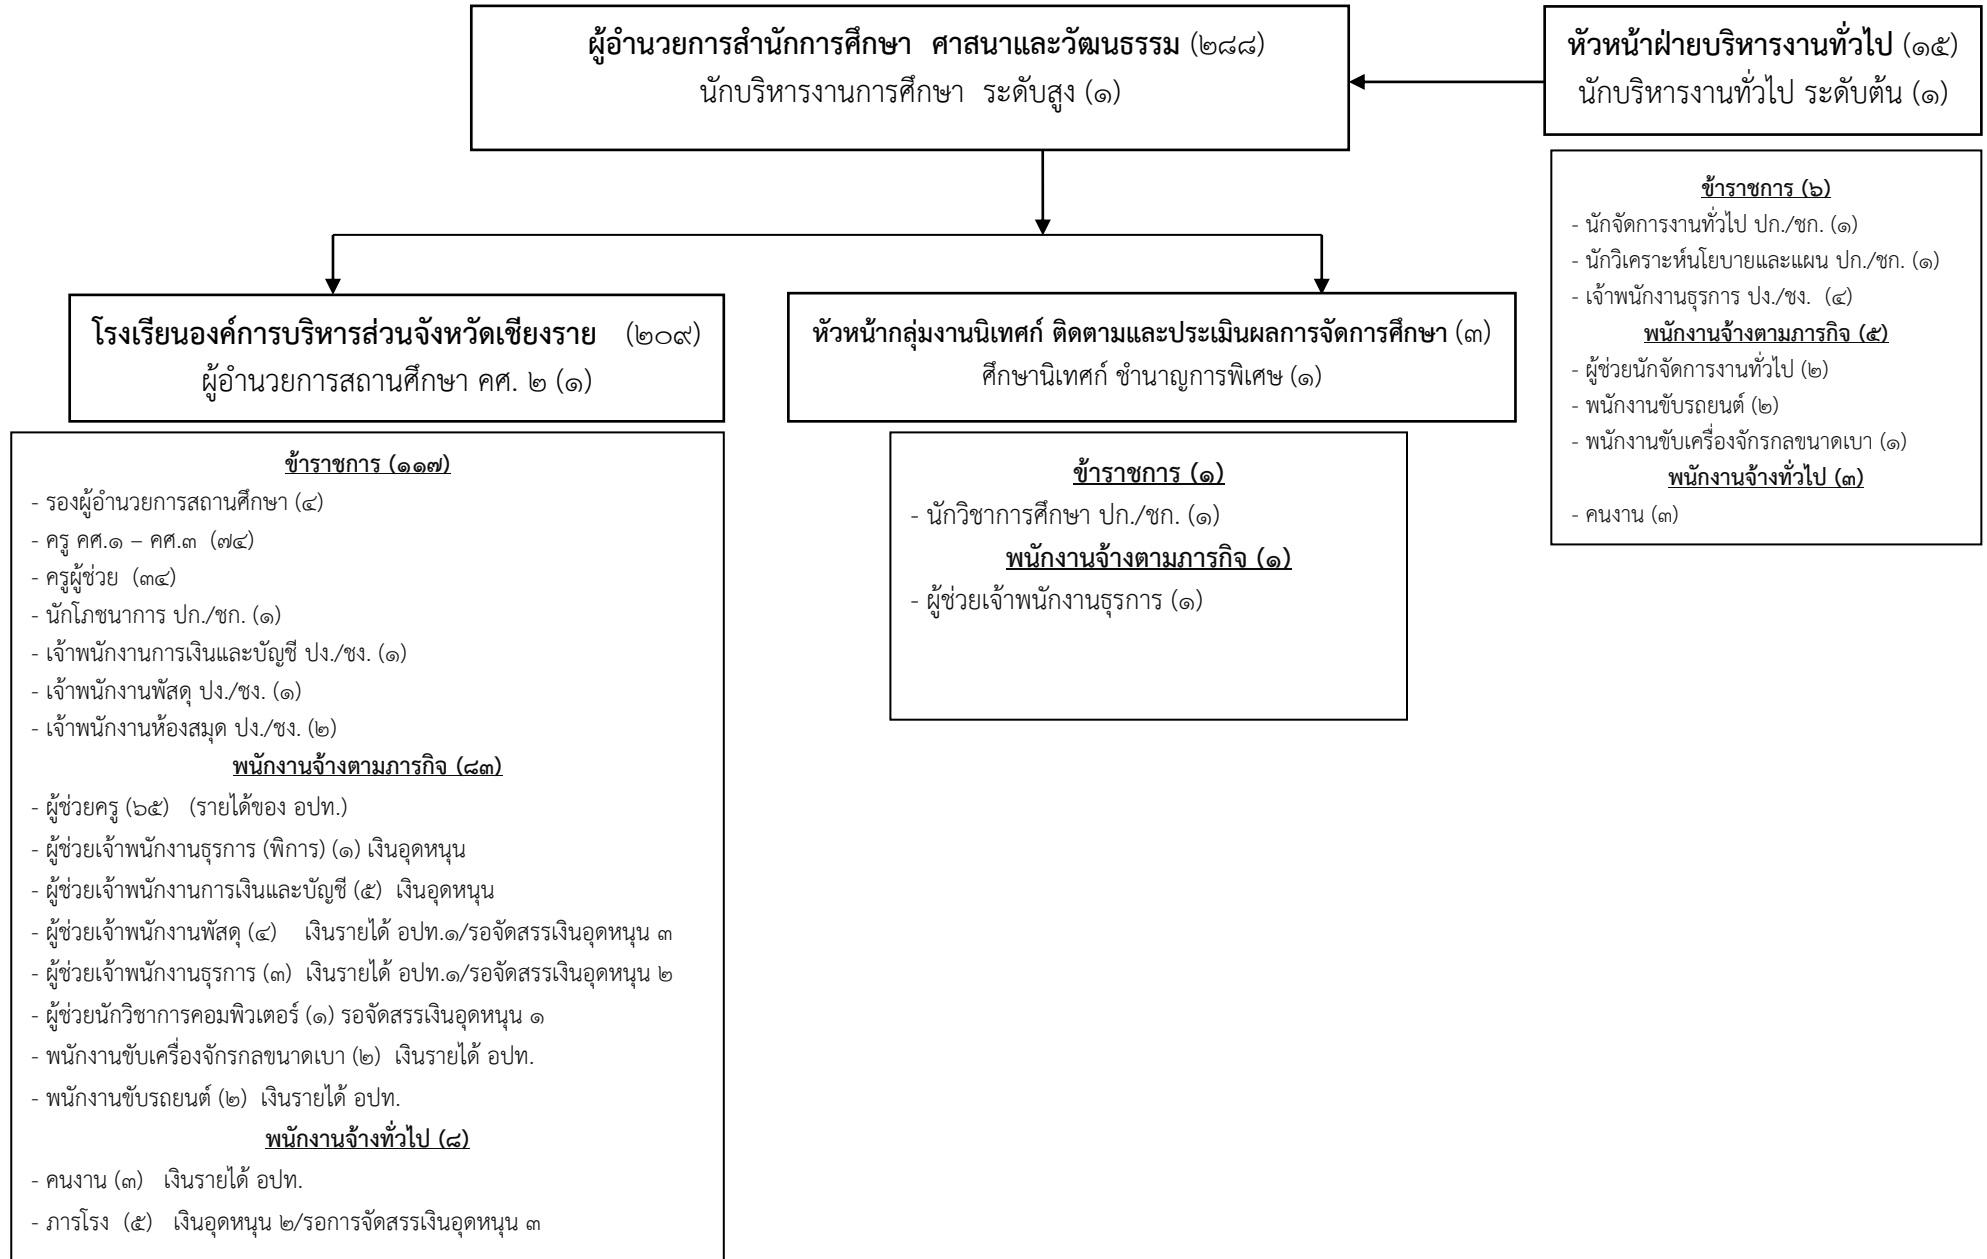 ผู้อำนวยการสำนักการศึกษา ศาสนาและวัฒนธรรม (๒๘๘)
นักบริหารงานการศึกษา ระดับสูง (๑)
หัวหน้าฝ่ายบริหารงานทั่วไป (๑๕)
นักบริหารงานทั่วไป ระดับต้น (๑)
ข้าราชการ (๖)
- นักจัดการงานทั่วไป ปก./ชก. (๑)
- นักวิเคราะห์นโยบายและแผน ปก./ชก. (๑)
- เจ้าพนักงานธุรการ ปง./ชง. (๔)
พนักงานจ้างตามภารกิจ (๕)
- ผู้ช่วยนักจัดการงานทั่วไป (๒)
- พนักงานขับรถยนต์ (๒)
- พนักงานขับเครื่องจักรกลขนาดเบา (๑)
พนักงานจ้างทั่วไป (๓)
- คนงาน (๓)
โรงเรียนองค์การบริหารส่วนจังหวัดเชียงราย (๒๐๙)
ผู้อำนวยการสถานศึกษา คศ. ๒ (๑)
ข้าราชการ (๑๑๗)
- รองผู้อำนวยการสถานศึกษา (๔)
- ครู คศ.๑ – คศ.๓ (๗๔)
- ครูผู้ช่วย (๓๔)
- นักโภชนาการ ปก./ชก. (๑)
- เจ้าพนักงานการเงินและบัญชี ปง./ชง. (๑)
- เจ้าพนักงานพัสดุ ปง./ชง. (๑)
- เจ้าพนักงานห้องสมุด ปง./ชง. (๒)
พนักงานจ้างตามภารกิจ (๘๓)
- ผู้ช่วยครู (๖๕) (รายได้ของ อปท.)
- ผู้ช่วยเจ้าพนักงานธุรการ (พิการ) (๑) เงินอุดหนุน
- ผู้ช่วยเจ้าพนักงานการเงินและบัญชี (๕) เงินอุดหนุน
- ผู้ช่วยเจ้าพนักงานพัสดุ (๔) เงินรายได้ อปท.๑/รอจัดสรรเงินอุดหนุน ๓
- ผู้ช่วยเจ้าพนักงานธุรการ (๓) เงินรายได้ อปท.๑/รอจัดสรรเงินอุดหนุน ๒
- ผู้ช่วยนักวิชาการคอมพิวเตอร์ (๑) รอจัดสรรเงินอุดหนุน ๑
- พนักงานขับเครื่องจักรกลขนาดเบา (๒) เงินรายได้ อปท.
- พนักงานขับรถยนต์ (๒) เงินรายได้ อปท.
พนักงานจ้างทั่วไป (๘)
- คนงาน (๓) เงินรายได้ อปท.
- ภารโรง (๕) เงินอุดหนุน ๒/รอการจัดสรรเงินอุดหนุน ๓
หัวหน้ากลุ่มงานนิเทศก์ ติดตามและประเมินผลการจัดการศึกษา (๓)
ศึกษานิเทศก์ ชำนาญการพิเศษ (๑)
ข้าราชการ (๑)
- นักวิชาการศึกษา ปก./ชก. (๑)
พนักงานจ้างตามภารกิจ (๑)
- ผู้ช่วยเจ้าพนักงานธุรการ (๑)